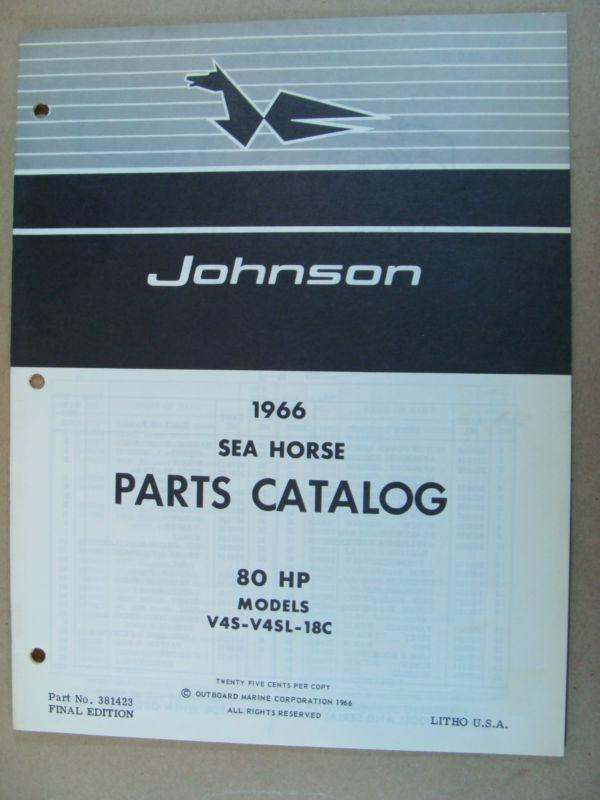 Johnson
1966
SEA HORSE
PARTS CATALOG
80 HP
MODELS
V4S-V4SL-18C
TWENTY FIVE CENTS PER COPY
© OUTBOARD MARINE CORPORATION 1966
ALL RIGHTS RESERVED
Part No. 381423
FINAL EDITION
LITHO U.S.A.